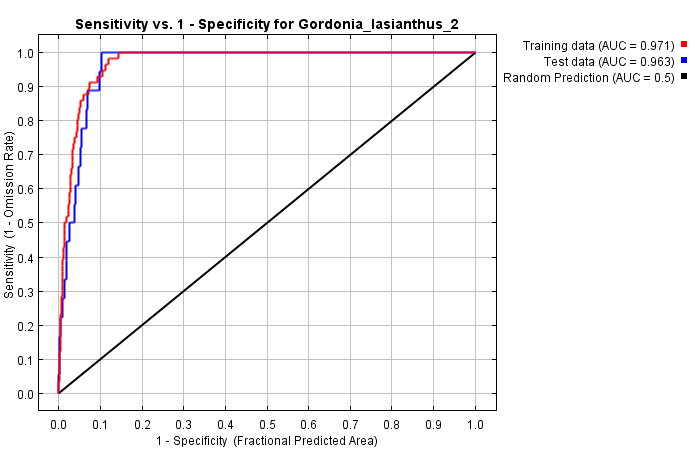 Sensitivity vs. 1 - Specificity for Gordonia_lasianthus_2
Training data (AUC = 0.971)
Test data (AUC = 0.963)
Random Prediction (AUC = 0.5)
Sensitivity (1 - Omission Rate)
1.0
0.9
0.8
0.7
0.6
0.5
0.4
0.3
0.2
0.1
0.0
0.0 0.1 0.2 0.3 0.4 0.5 0.6 0.7 0.8 0.9 1.0
1 - Specificity (Fractional Predicted Area)